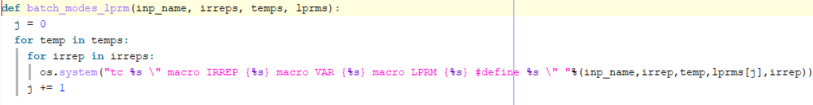 def batch_modes_lprm(inp_name, irreps, temps, lprms):
j = 0
for temp in temps:
for irrep in irreps:
os.system("tc %s \" macro IRREP {%s} macro VAR {%s} macro LPRM {%s} #define %s \" "%(inp_name,irrep,temp,lprms[j],irrep))
j += 1